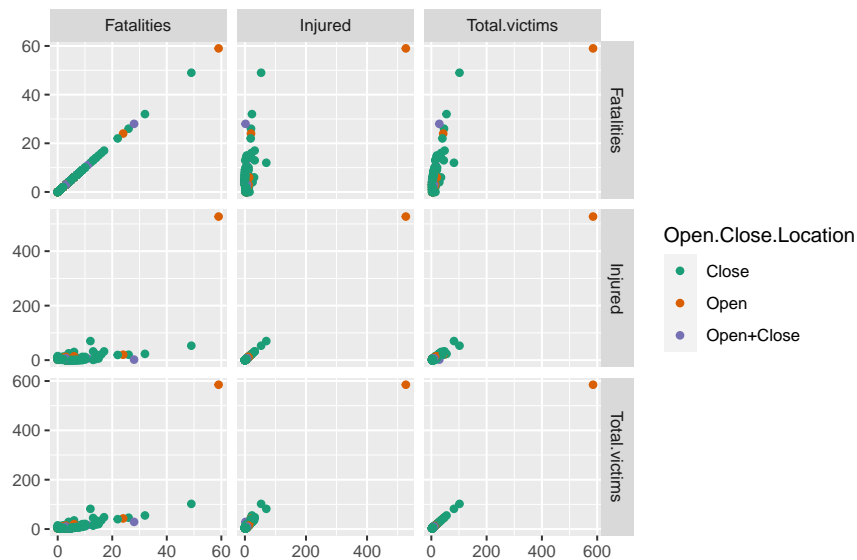 Fatalities Injured Total.victims
60
40
20
0
Fatalities
400
200
0
Injured
600
400
200
0
Total.victims
0 20 40 60 0 200 400 0 200 400 600
Open.Close.Location
Close
Open
Open+Close